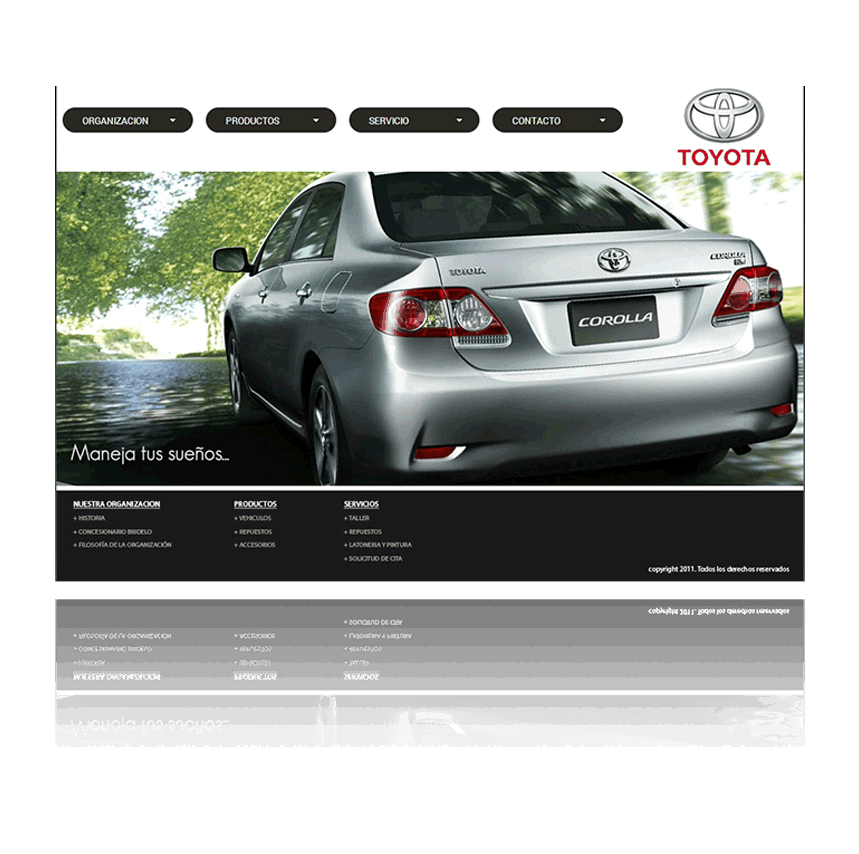 ORGANIZACION
PRODUCTOS
SERVICIO
CONTACTO
TOYOTA
TOYOTA
COROLLA
COROLLA
Maneja tus sueños...
NUESTRA ORGANIZACION
+ HISTORIA
+ CONCESIONARIO BRIDELO
+ FILOSOFÍA DE LA ORGANIZACIÓN
PRODUCTOS
+ VEHICULOS
+ REPUESTOS
+ ACCESORIOS
SERVICIOS
+ TALLER
+ REPUESTOS
+ LATONERIA Y PINTURA
+ SOLICITUD DE CITA
copyright 2011. Todos los derechos reservados